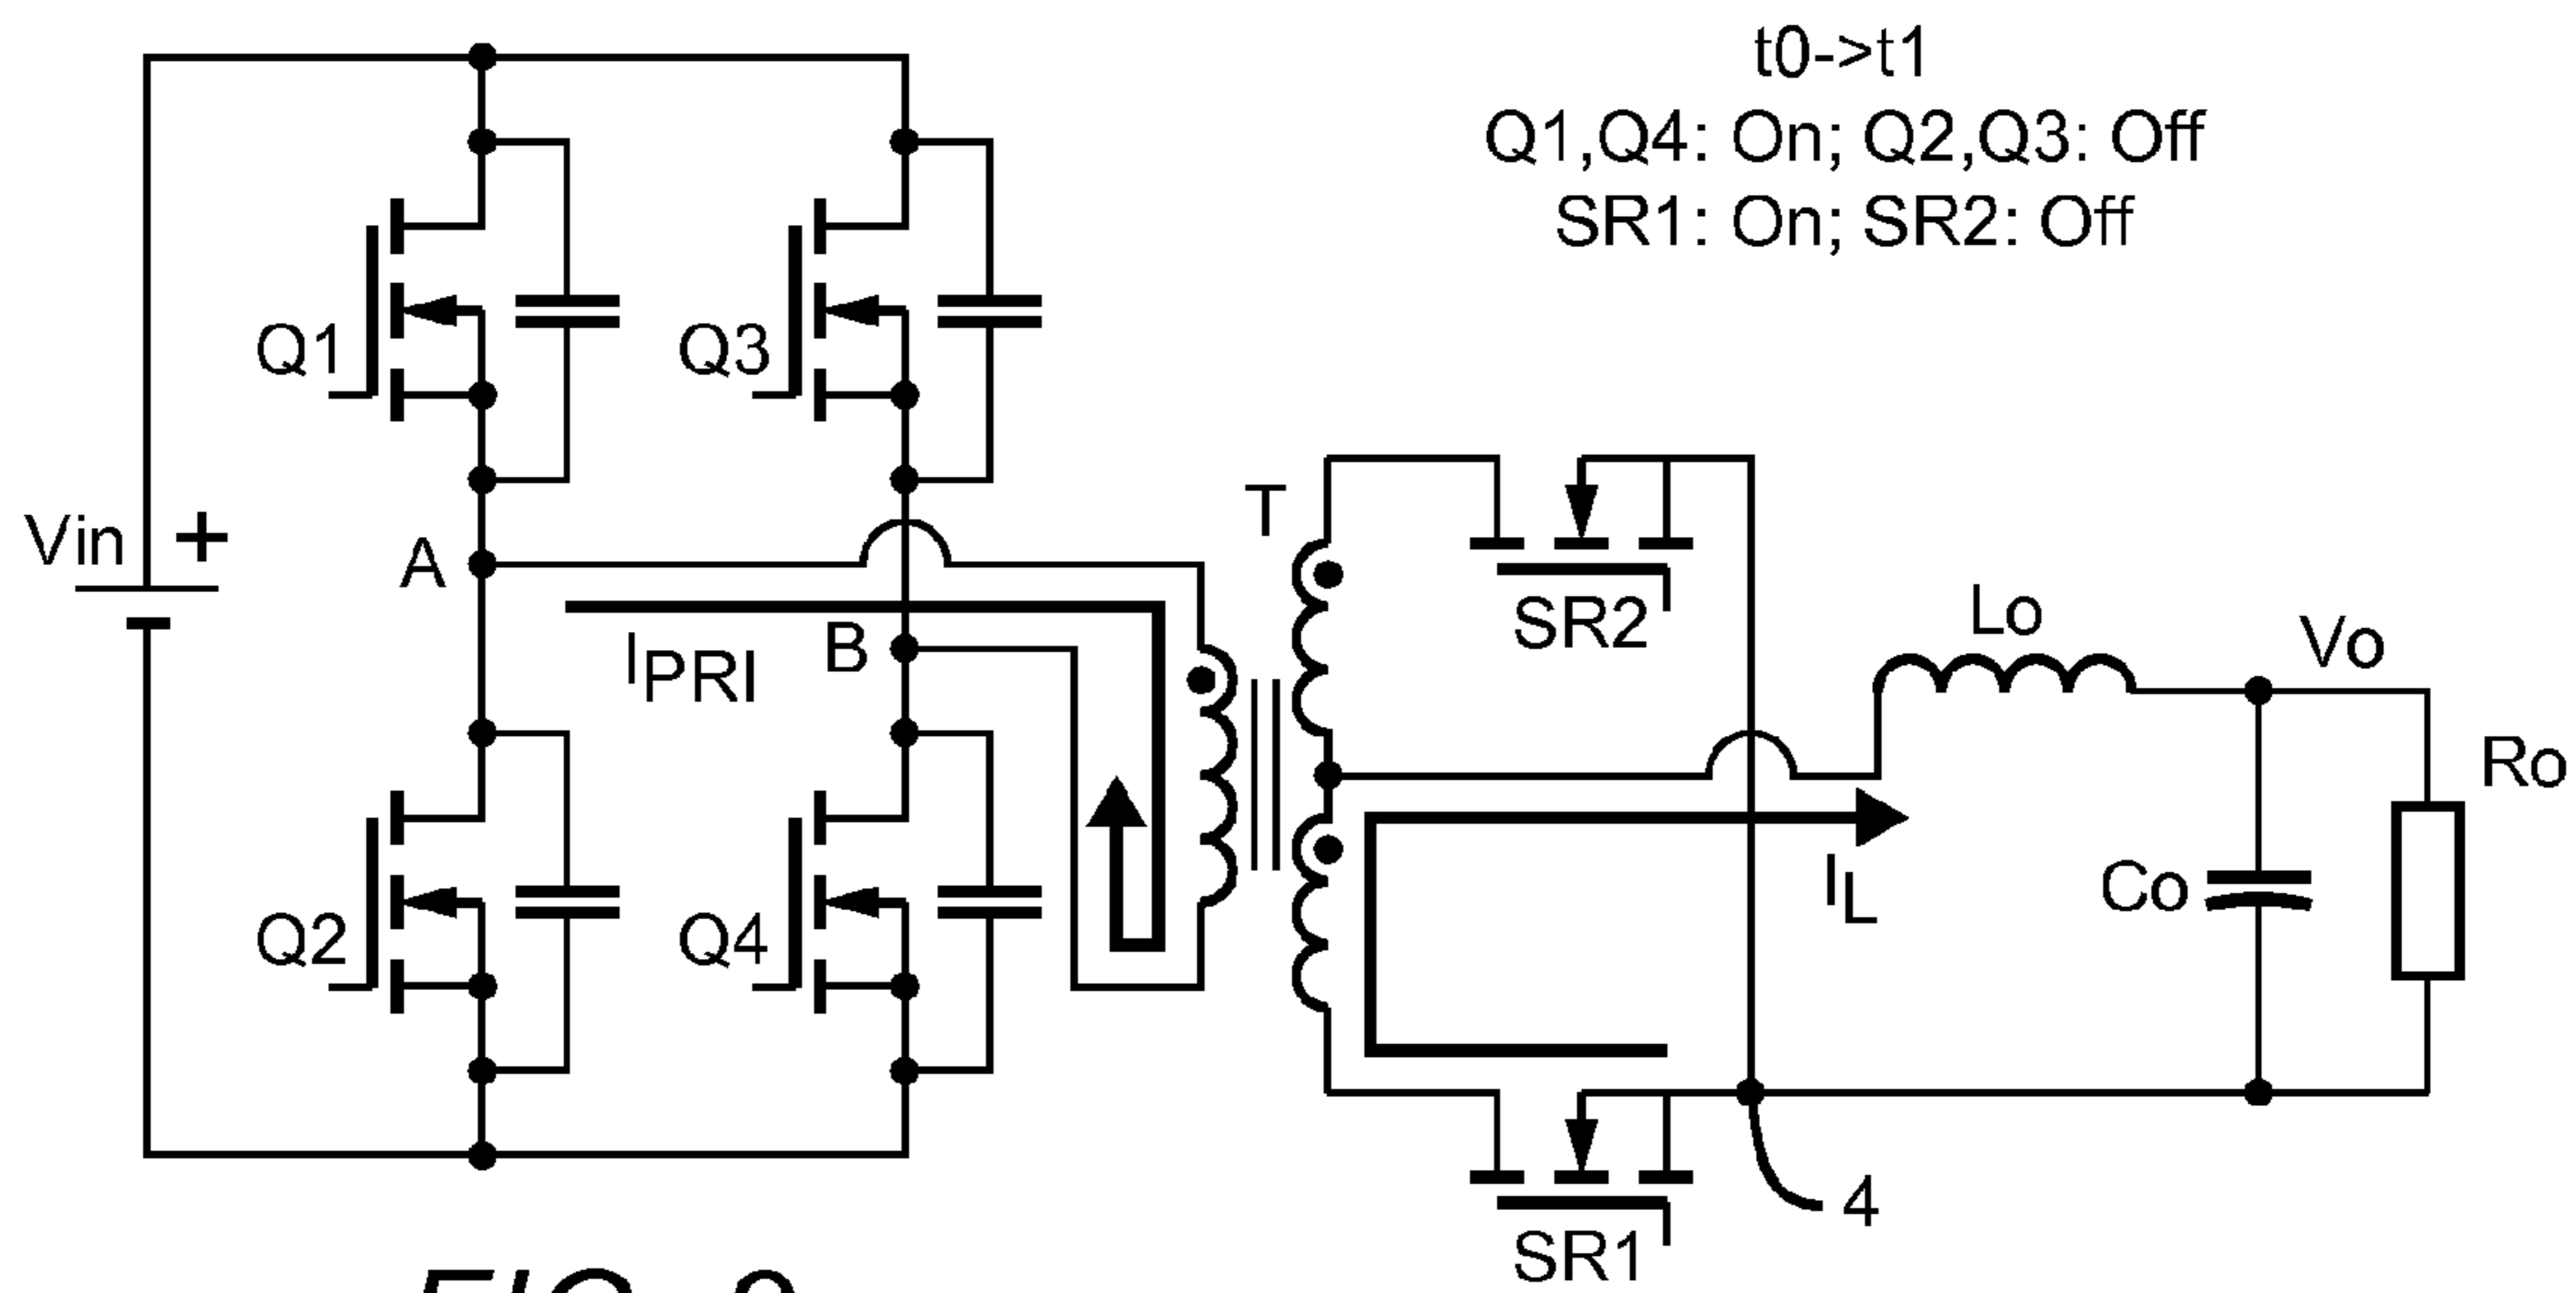 t0->t1
Q1,Q4: On; Q2,Q3: Off
SR1: On; SR2: Off
Q1
Q3
Vin +
A
T
SR2
Lo
Vo
IPRI
B
Ro
Q2
Q4
IL
Co
4
SR1